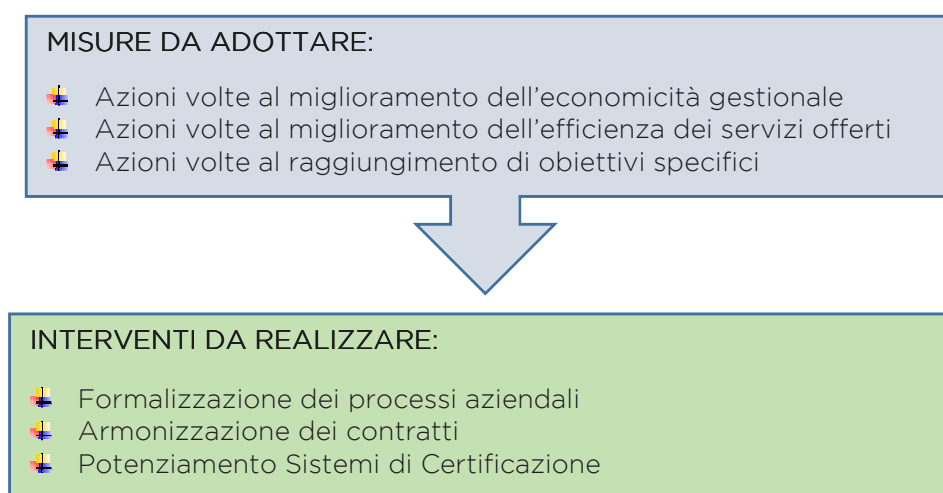 MISURE DA ADOTTARE:
Azioni volte al miglioramento dell'economicità gestionale
Azioni volte al miglioramento dell'efficienza dei servizi offerti
Azioni volte al raggiungimento di obiettivi specifici
INTERVENTI DA REALIZZARE:
Formalizzazione dei processi aziendali
Armonizzazione dei contratti
Potenziamento Sistemi di Certificazione